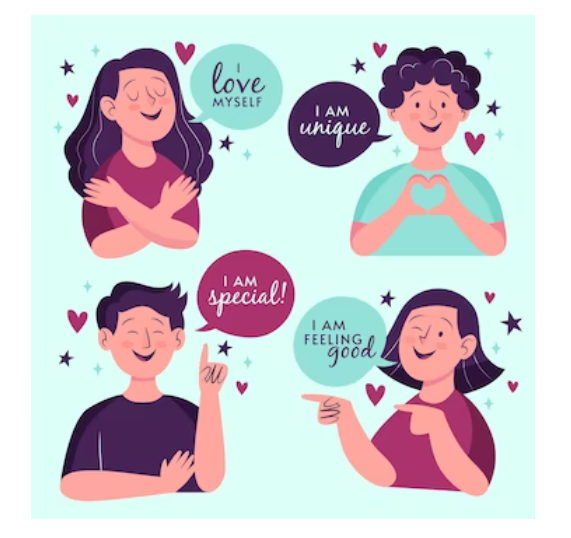 I
love
MYSELF
I AM
unique
I AM
special!
I AM
FEELING
good